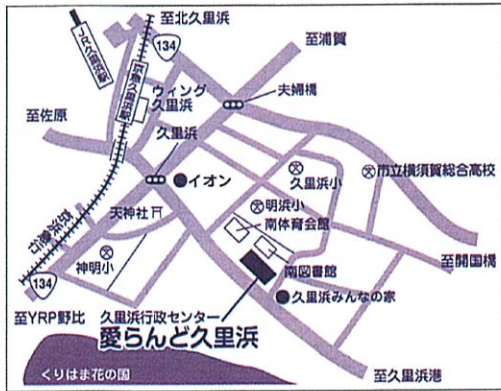 至北久里浜
134
JR久里浜駅
京急久里浜駅
至浦賀
ウィング
久里浜
夫婦橋
至佐原
久里浜
イオン
久里浜小
市立横須賀総合高校
明浜小
天神社
南体育会館
京急久里浜線
神明小
南図書館
至開国橋
134
久里浜みんなの家
至YRP野比
久里浜行政センター
愛らんど久里浜
至久里浜港
くりはま花の国